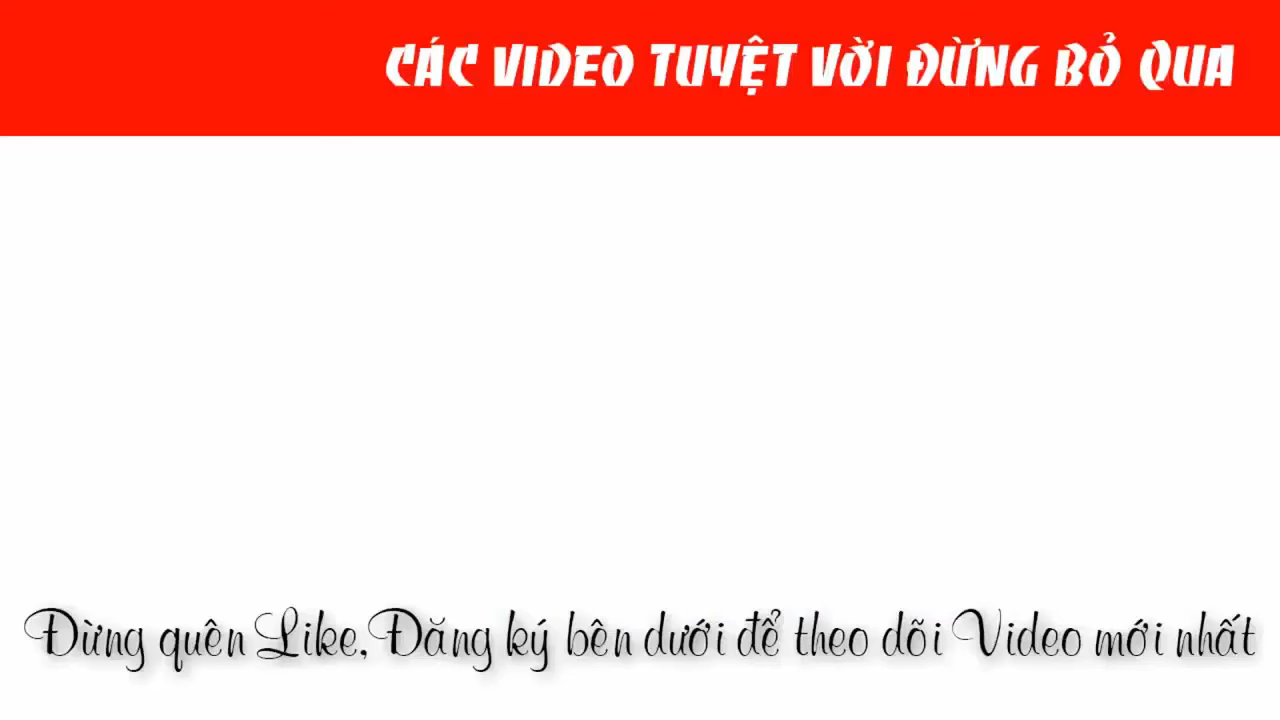 CÁC VIDEO TUYỆT VỜI ĐỪNG BỎ QUA
Đừng quên Like, Đăng ký bên dưới để theo dõi Video mới nhất